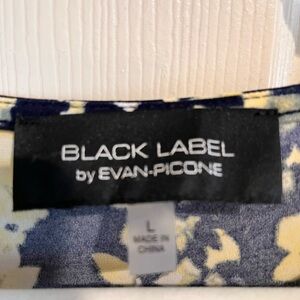 BLACK LABEL
by EVAN-PICONE
L
MADE IN
CHINA